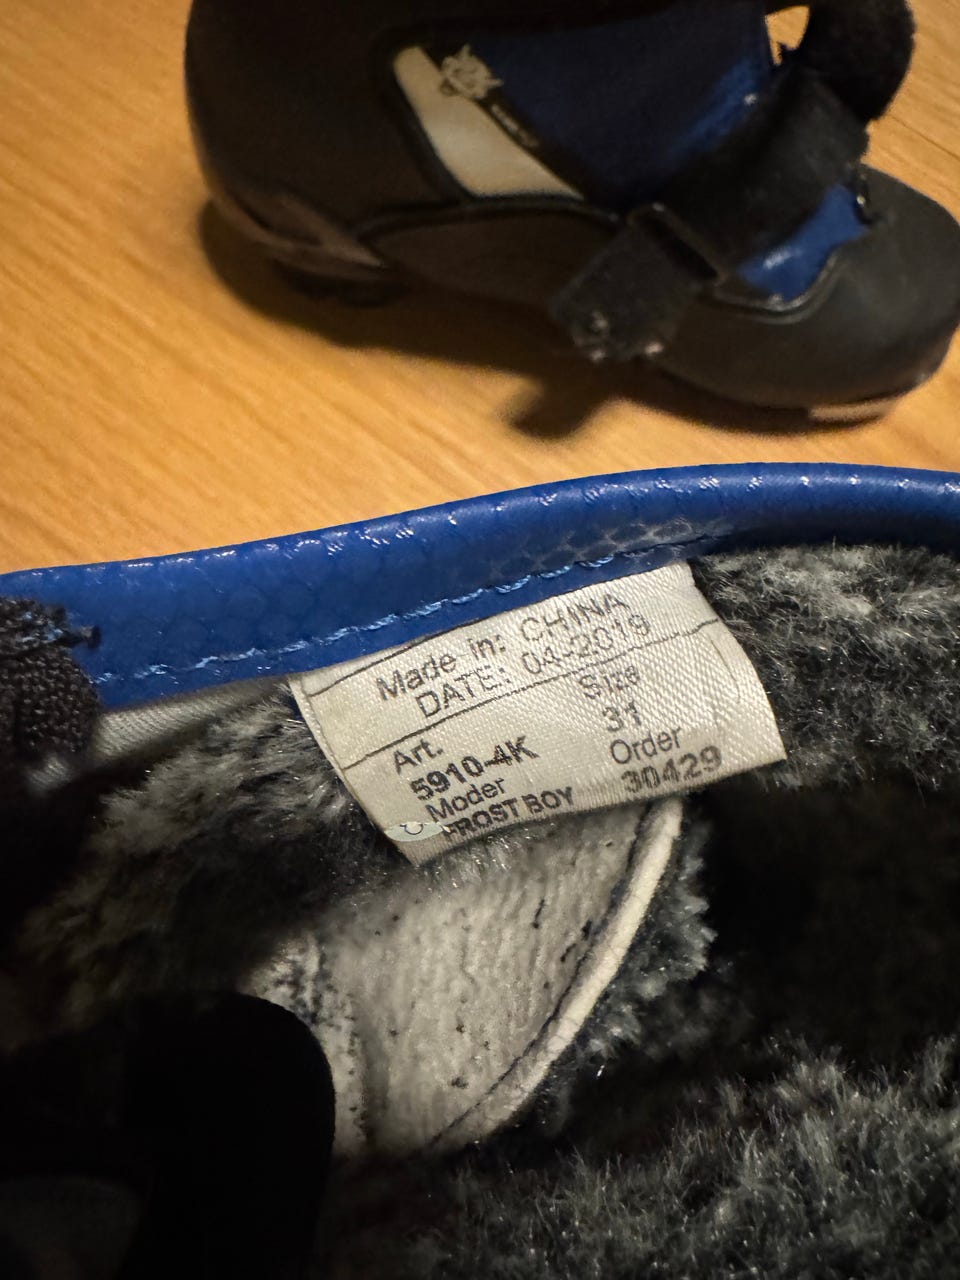 Made in: CHINA
DATE: 04-2019
Art. Size
5910-4K 31
Moder Order
FROST BOY 30429